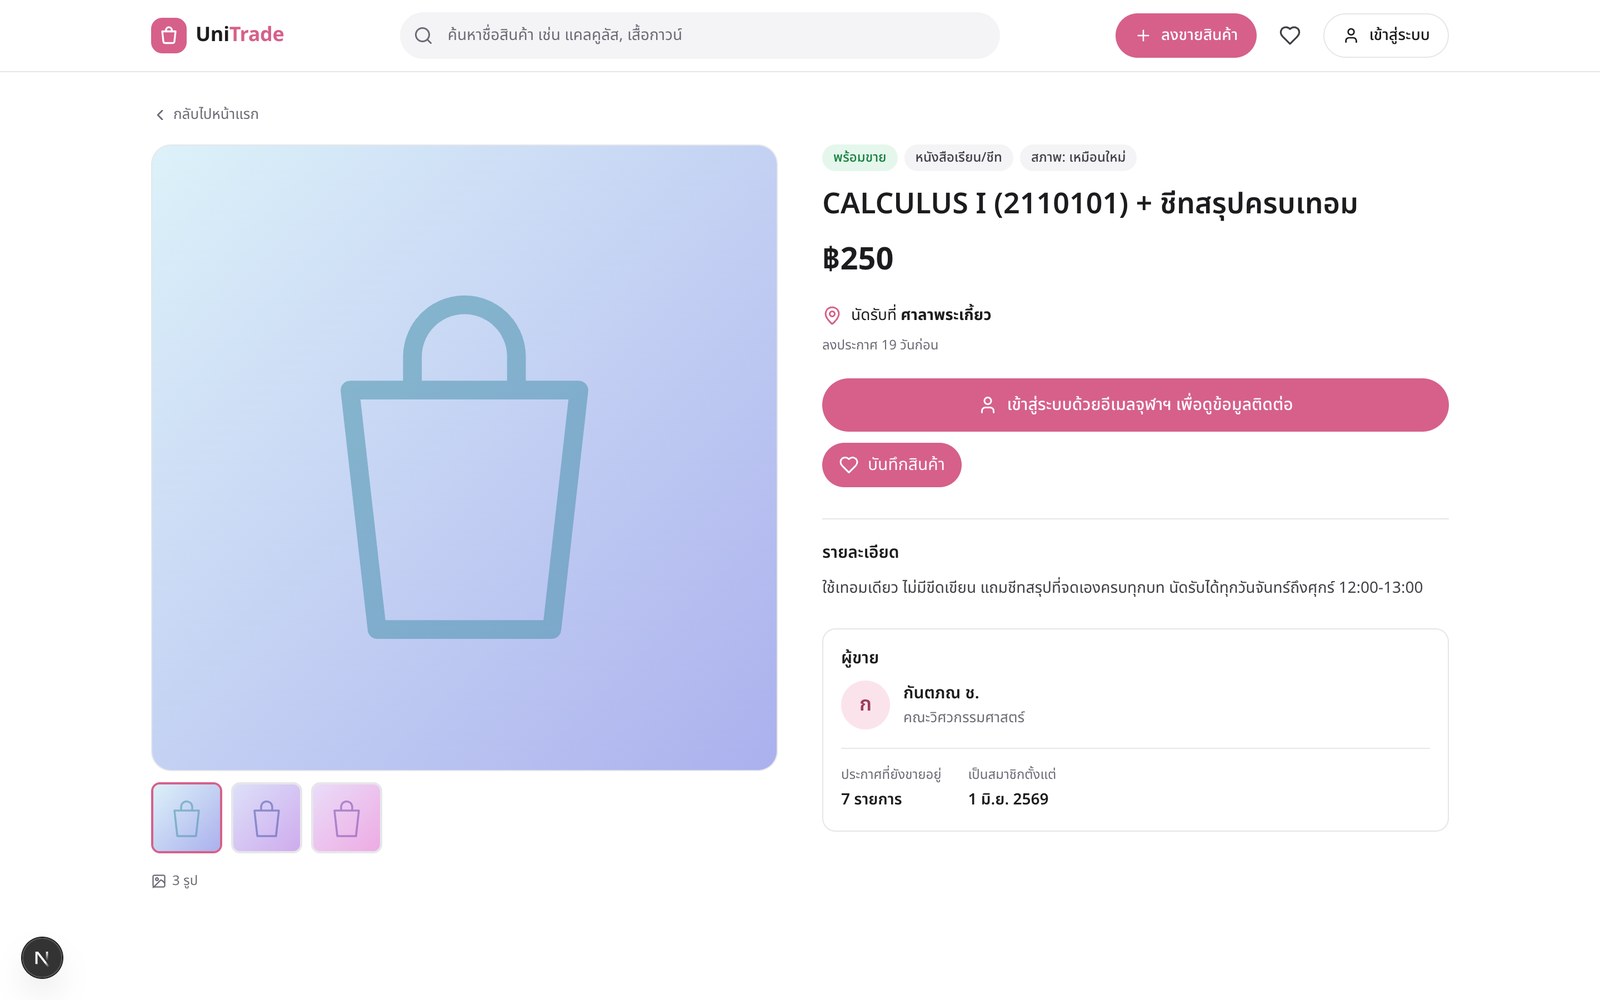 UniTrade
ค้นหาชื่อสินค้า เช่น แคลคูลัส, เสื้อกาวน์
ลงขายสินค้า
เข้าสู่ระบบ
กลับไปหน้าแรก
พร้อมขาย
หนังสือเรียน/ชีท
สภาพ: เหมือนใหม่
CALCULUS I (2110101) + ชีทสรุปครบเทอม
฿250
นัดรับที่ ศาลาพระเกี้ยว
ลงประกาศ 19 วันก่อน
เข้าสู่ระบบด้วยอีเมลจุฬาฯ เพื่อดูข้อมูลติดต่อ
บันทึกสินค้า
รายละเอียด
ใช้เทอมเดียว ไม่มีขีดเขียน แถมชีทสรุปที่จดเองครบทุกบท นัดรับได้ทุกวันจันทร์ถึงศุกร์ 12:00-13:00
ผู้ขาย
ก
กันตภณ ช.
คณะวิศวกรรมศาสตร์
ประกาศที่ยังขายอยู่
7 รายการ
เป็นสมาชิกตั้งแต่
1 มิ.ย. 2569
3 รูป
N